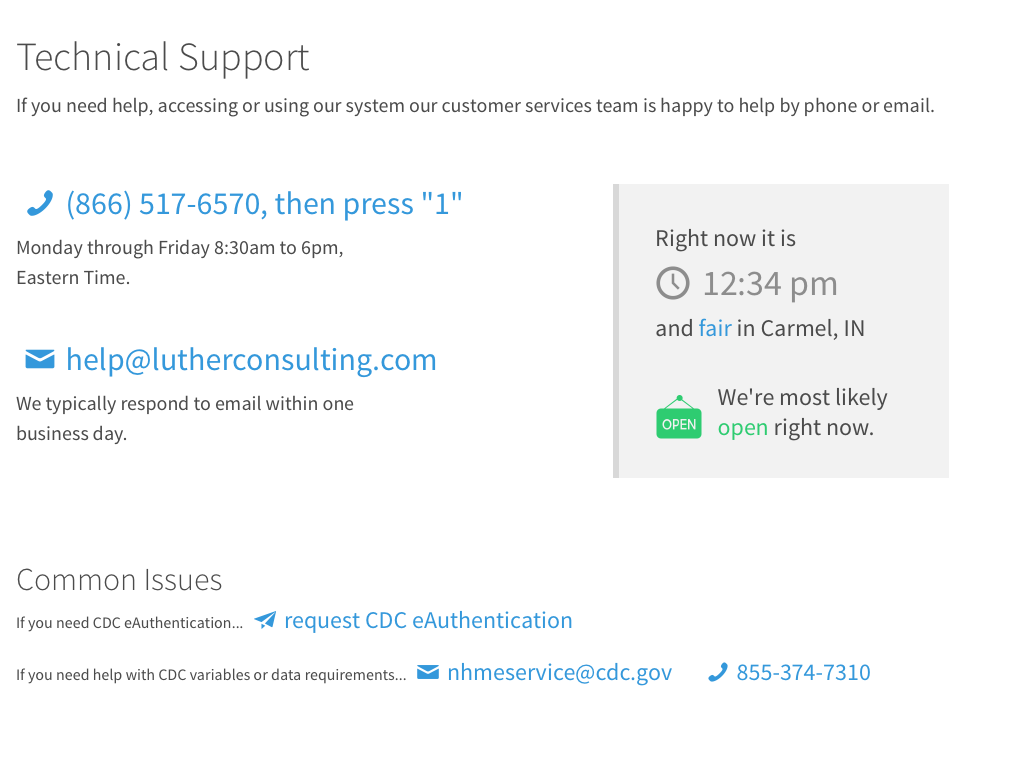 Technical Support
If you need help, accessing or using our system our customer services team is happy to help by phone or email.
(866) 517-6570, then press "1"
Monday through Friday 8:30am to 6pm,
Eastern Time.
help@lutherconsulting.com
We typically respond to email within one
business day.
Right now it is
12:34 pm
and fair in Carmel, IN
OPEN
We're most likely
open right now.
Common Issues
If you need CDC eAuthentication... request CDC eAuthentication
If you need help with CDC variables or data requirements... nhmeservice@cdc.gov 855-374-7310